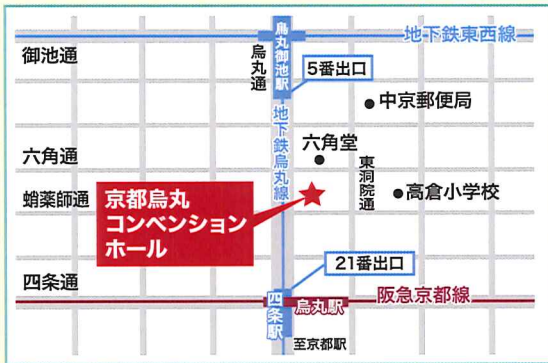 地下鉄東西線
御池通
烏丸御池駅
烏丸通
5番出口
中京郵便局
地下鉄烏丸線
六角堂
六角通
東洞院通
蛸薬師通
京都烏丸
コンベンション
ホール
高倉小学校
21番出口
四条通
四条駅
烏丸駅
阪急京都線
至京都駅